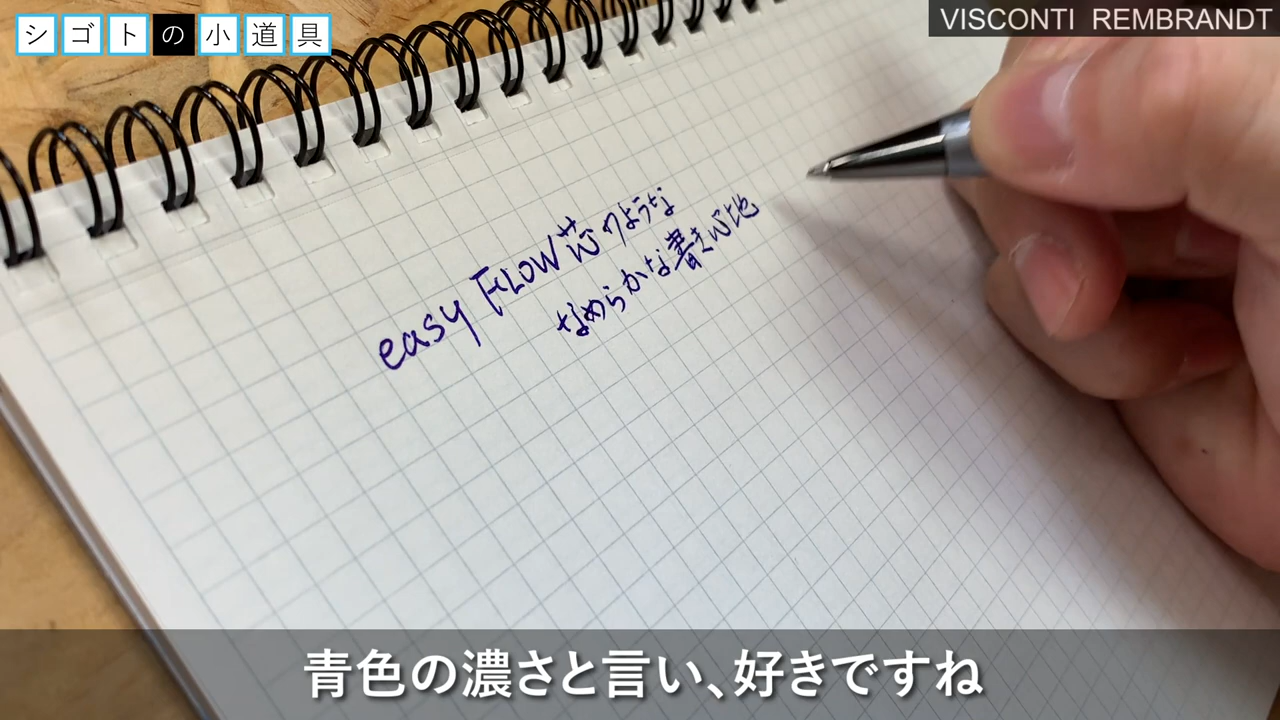 シゴトの小道具
VISCONTI REMBRANDT
easy FLOW芯のような
なめらかな書き心地
青色の濃さと言い、好きですね